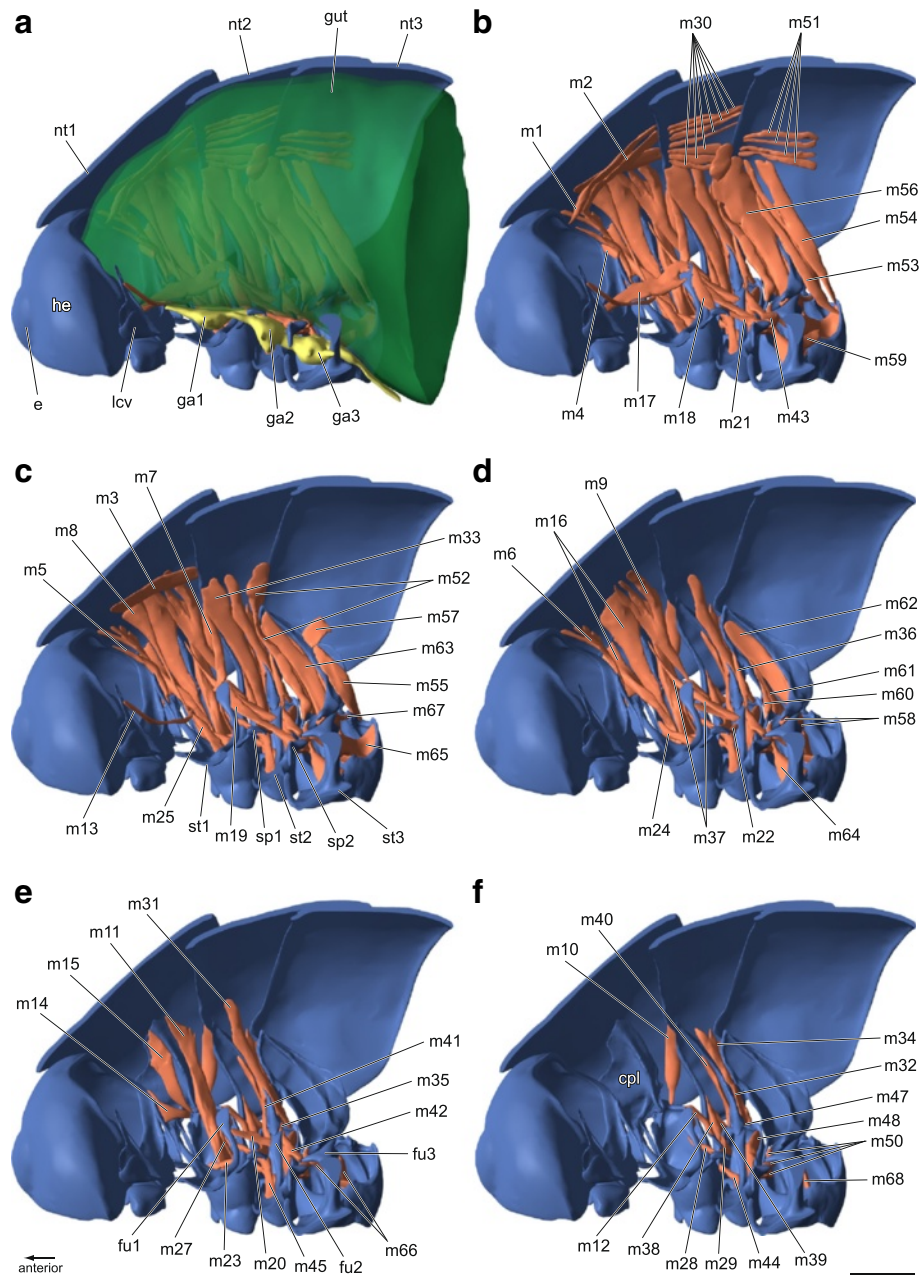 a
nt2
gut
nt3
nt1
he
e
lcv
ga1
ga2
ga3
b
m30
m51
m2
m1
m56
m54
m53
m59
m4
m17
m18
m21
m43
c
m7
m3
m8
m5
m33
m52
m57
m63
m55
m67
m65
m13
m25
st1
m19
sp1
st2
sp2
st3
d
m9
m16
m6
m62
m36
m61
m60
m58
m24
m37
m22
m64
e
m31
m11
m15
m14
m41
m35
m42
fu3
fu1
m27
m23
m20
m45
fu2
m66
anterior
f
m40
m10
cpl
m34
m32
m47
m48
m50
m68
m12
m38
m28
m29
m44
m39